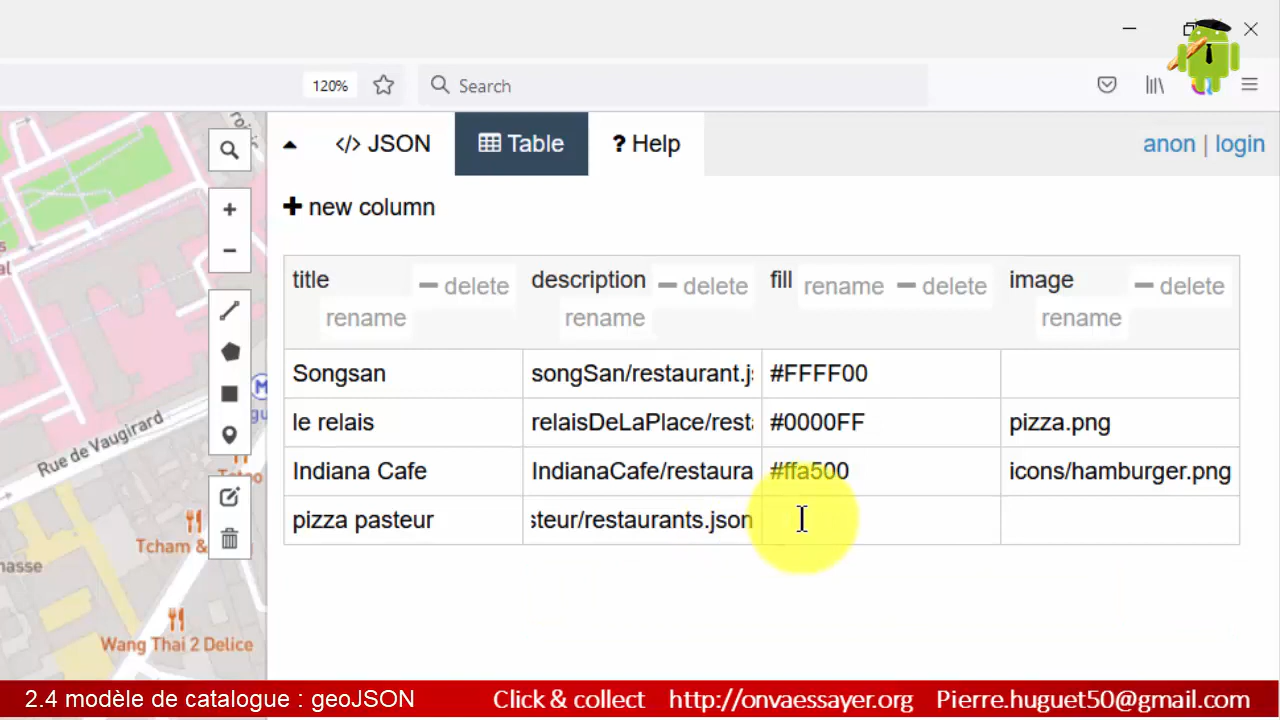 120%
Search
JSON
Table
? Help
anon | login
+ new column
title
delete
rename
description
delete
rename
fill
rename
delete
image
delete
rename
Songsan
songSan/restaurant.js
#FFFF00
le relais
relaisDeLaPlace/rest
#0000FF
pizza.png
Indiana Cafe
IndianaCafe/restaura
#ffa500
icons/hamburger.png
pizza pasteur
steur/restaurants.json
Rue de Vaugirard
Tcham &
asse
Wang Thai 2 Delice
2.4 modèle de catalogue : geoJSON
Click & collect
http://onvaessayer.org
Pierre.huguet50@gmail.com